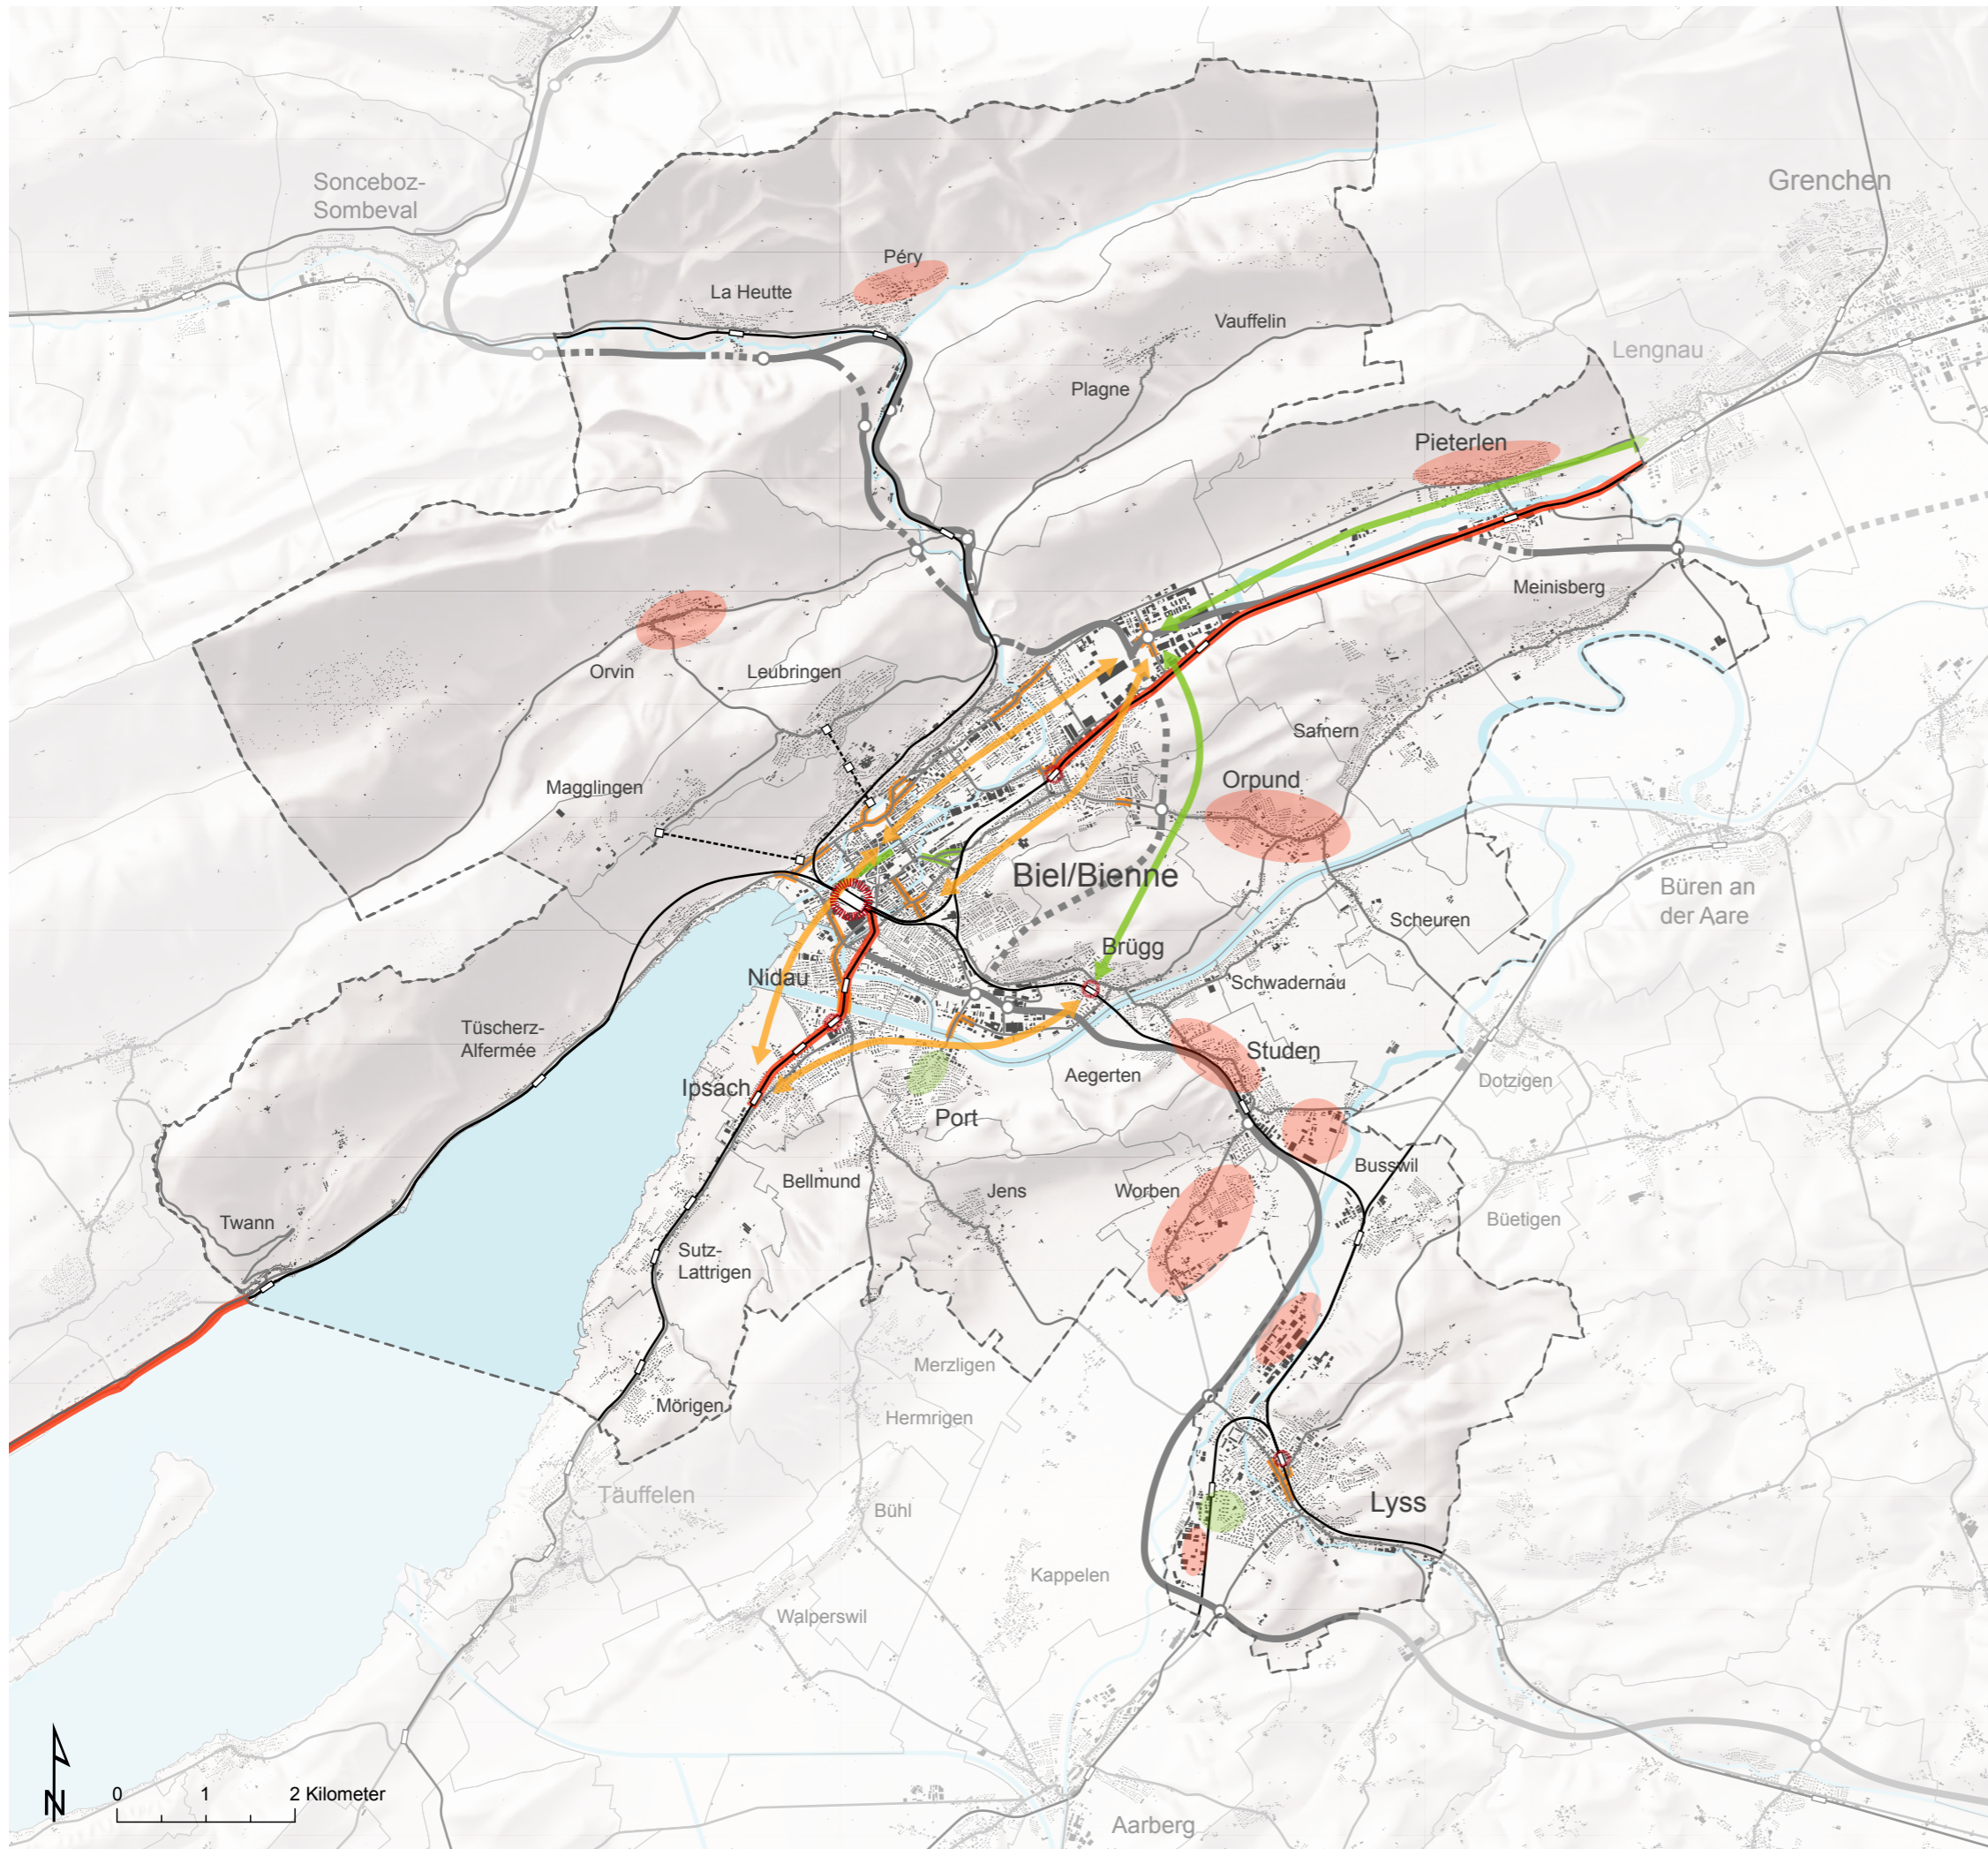 Grenchen
Sonceboz-
Sombeval
Péry
La Heutte
Vauffelin
Lengnau
Plagne
Pieterlen
Meinisberg
Orvin
Leubringen
Safnern
Orpund
Magglingen
Biel/Bienne
Büren an
der Aare
Scheuren
Brügg
Nidau
Schwadernau
Tüscherz-
Alfermée
Studen
Aegerten
Dotzigen
Ipsach
Port
Busswil
Bellmund
Jens
Worben
Büetigen
Twann
Sutz-
Lattrigen
Merzligen
Mörigen
Hermrigen
Täuffelen
Lyss
Bühl
Kappelen
Walperswil
N
0 1 2 Kilometer
Aarberg